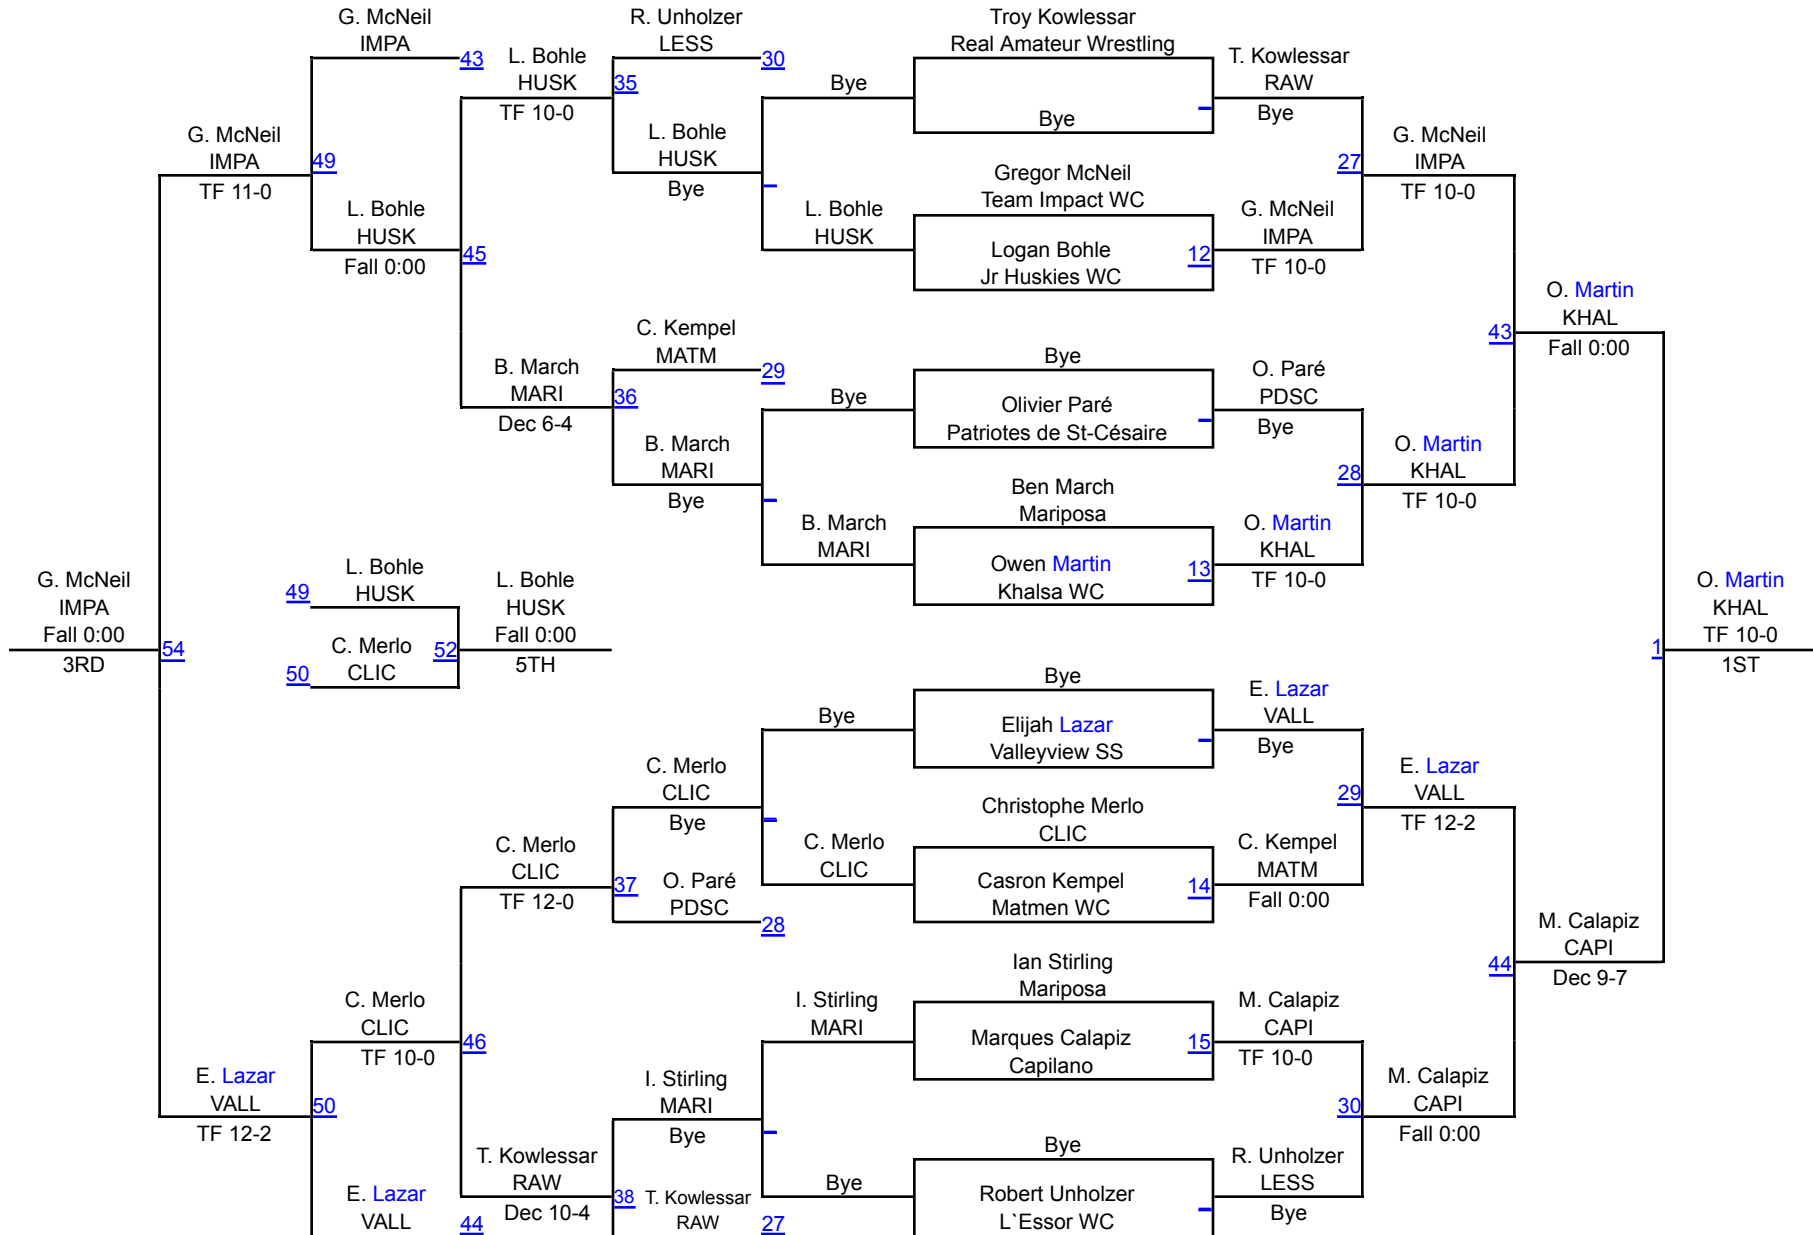 G. McNeil
IMPA
43
R. Unholzer
LESS
30
L. Bohle
HUSK
35
TF 10-0
Troy Kowlessar
Real Amateur Wrestling
Bye
Bye
T. Kowlessar
RAW
Bye
G. McNeil
IMPA
49
TF 11-0
L. Bohle
HUSK
Bye
27
G. McNeil
IMPA
TF 10-0
L. Bohle
HUSK
Fall 0:00
45
L. Bohle
HUSK
Gregor McNeil
Team Impact WC
Logan Bohle
Jr Huskies WC
12
G. McNeil
IMPA
TF 10-0
O. Martin
KHAL
43
Fall 0:00
C. Kempel
MATM
29
B. March
MARI
36
Dec 6-4
Bye
Bye
Olivier Paré
Patriotes de St-Césaire
O. Paré
PDSC
Bye
B. March
MARI
Bye
28
O. Martin
KHAL
TF 10-0
B. March
MARI
Ben March
Mariposa
Owen Martin
Khalsa WC
13
O. Martin
KHAL
TF 10-0
G. McNeil
IMPA
Fall 0:00
3RD
54
49
L. Bohle
HUSK
C. Merlo
CLIC
50
52
L. Bohle
HUSK
Fall 0:00
5TH
1
O. Martin
KHAL
TF 10-0
1ST
Bye
Bye
Elijah Lazar
Valleyview SS
E. Lazar
VALL
Bye
C. Merlo
CLIC
Bye
29
E. Lazar
VALL
TF 12-2
C. Merlo
CLIC
TF 12-0
37
O. Paré
PDSC
28
C. Merlo
CLIC
Christophe Merlo
CLIC
Casron Kempel
Matmen WC
14
C. Kempel
MATM
Fall 0:00
44
M. Calapiz
CAPI
Dec 9-7
C. Merlo
CLIC
TF 10-0
46
I. Stirling
MARI
Ian Stirling
Mariposa
Marques Calapiz
Capilano
15
M. Calapiz
CAPI
TF 10-0
E. Lazar
VALL
TF 12-2
50
I. Stirling
MARI
Bye
30
M. Calapiz
CAPI
Fall 0:00
E. Lazar
VALL
44
T. Kowlessar
RAW
Dec 10-4
38
T. Kowlessar
RAW
27
Bye
Bye
Robert Unholzer
L`Essor WC
R. Unholzer
LESS
Bye